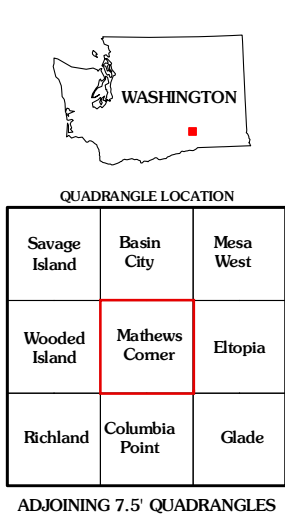 WASHINGTON
QUADRANGLE LOCATION
Savage
Island
Basin
City
Mesa
West
Wooded
Island
Mathews
Corner
Eltopia
Richland
Columbia
Point
Glade
ADJOINING 7.5' QUADRANGLES